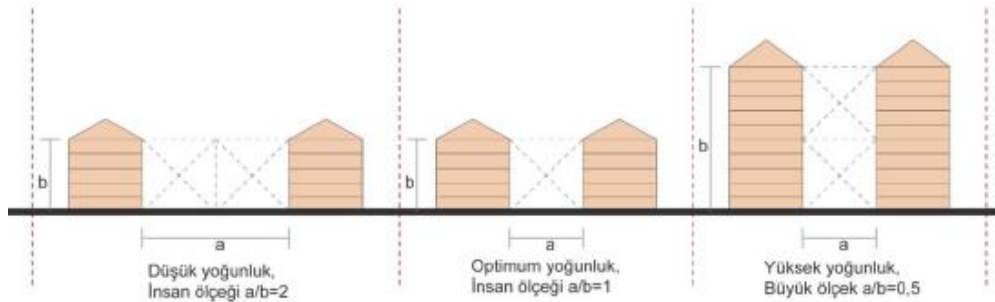 b
a
Düşük yoğunluk,
İnsan ölçeği a/b=2
b
a
Optimum yoğunluk,
İnsan ölçeği a/b=1
b
a
Yüksek yoğunluk,
Büyük ölçek a/b=0,5